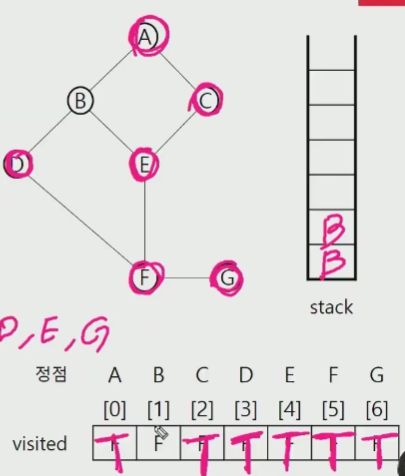 A
B
C
D
E
F
G
B
B
stack
D, E, G
정점 A B C D E F G
[0] [1] [2] [3] [4] [5] [6]
visited T F T T T T T